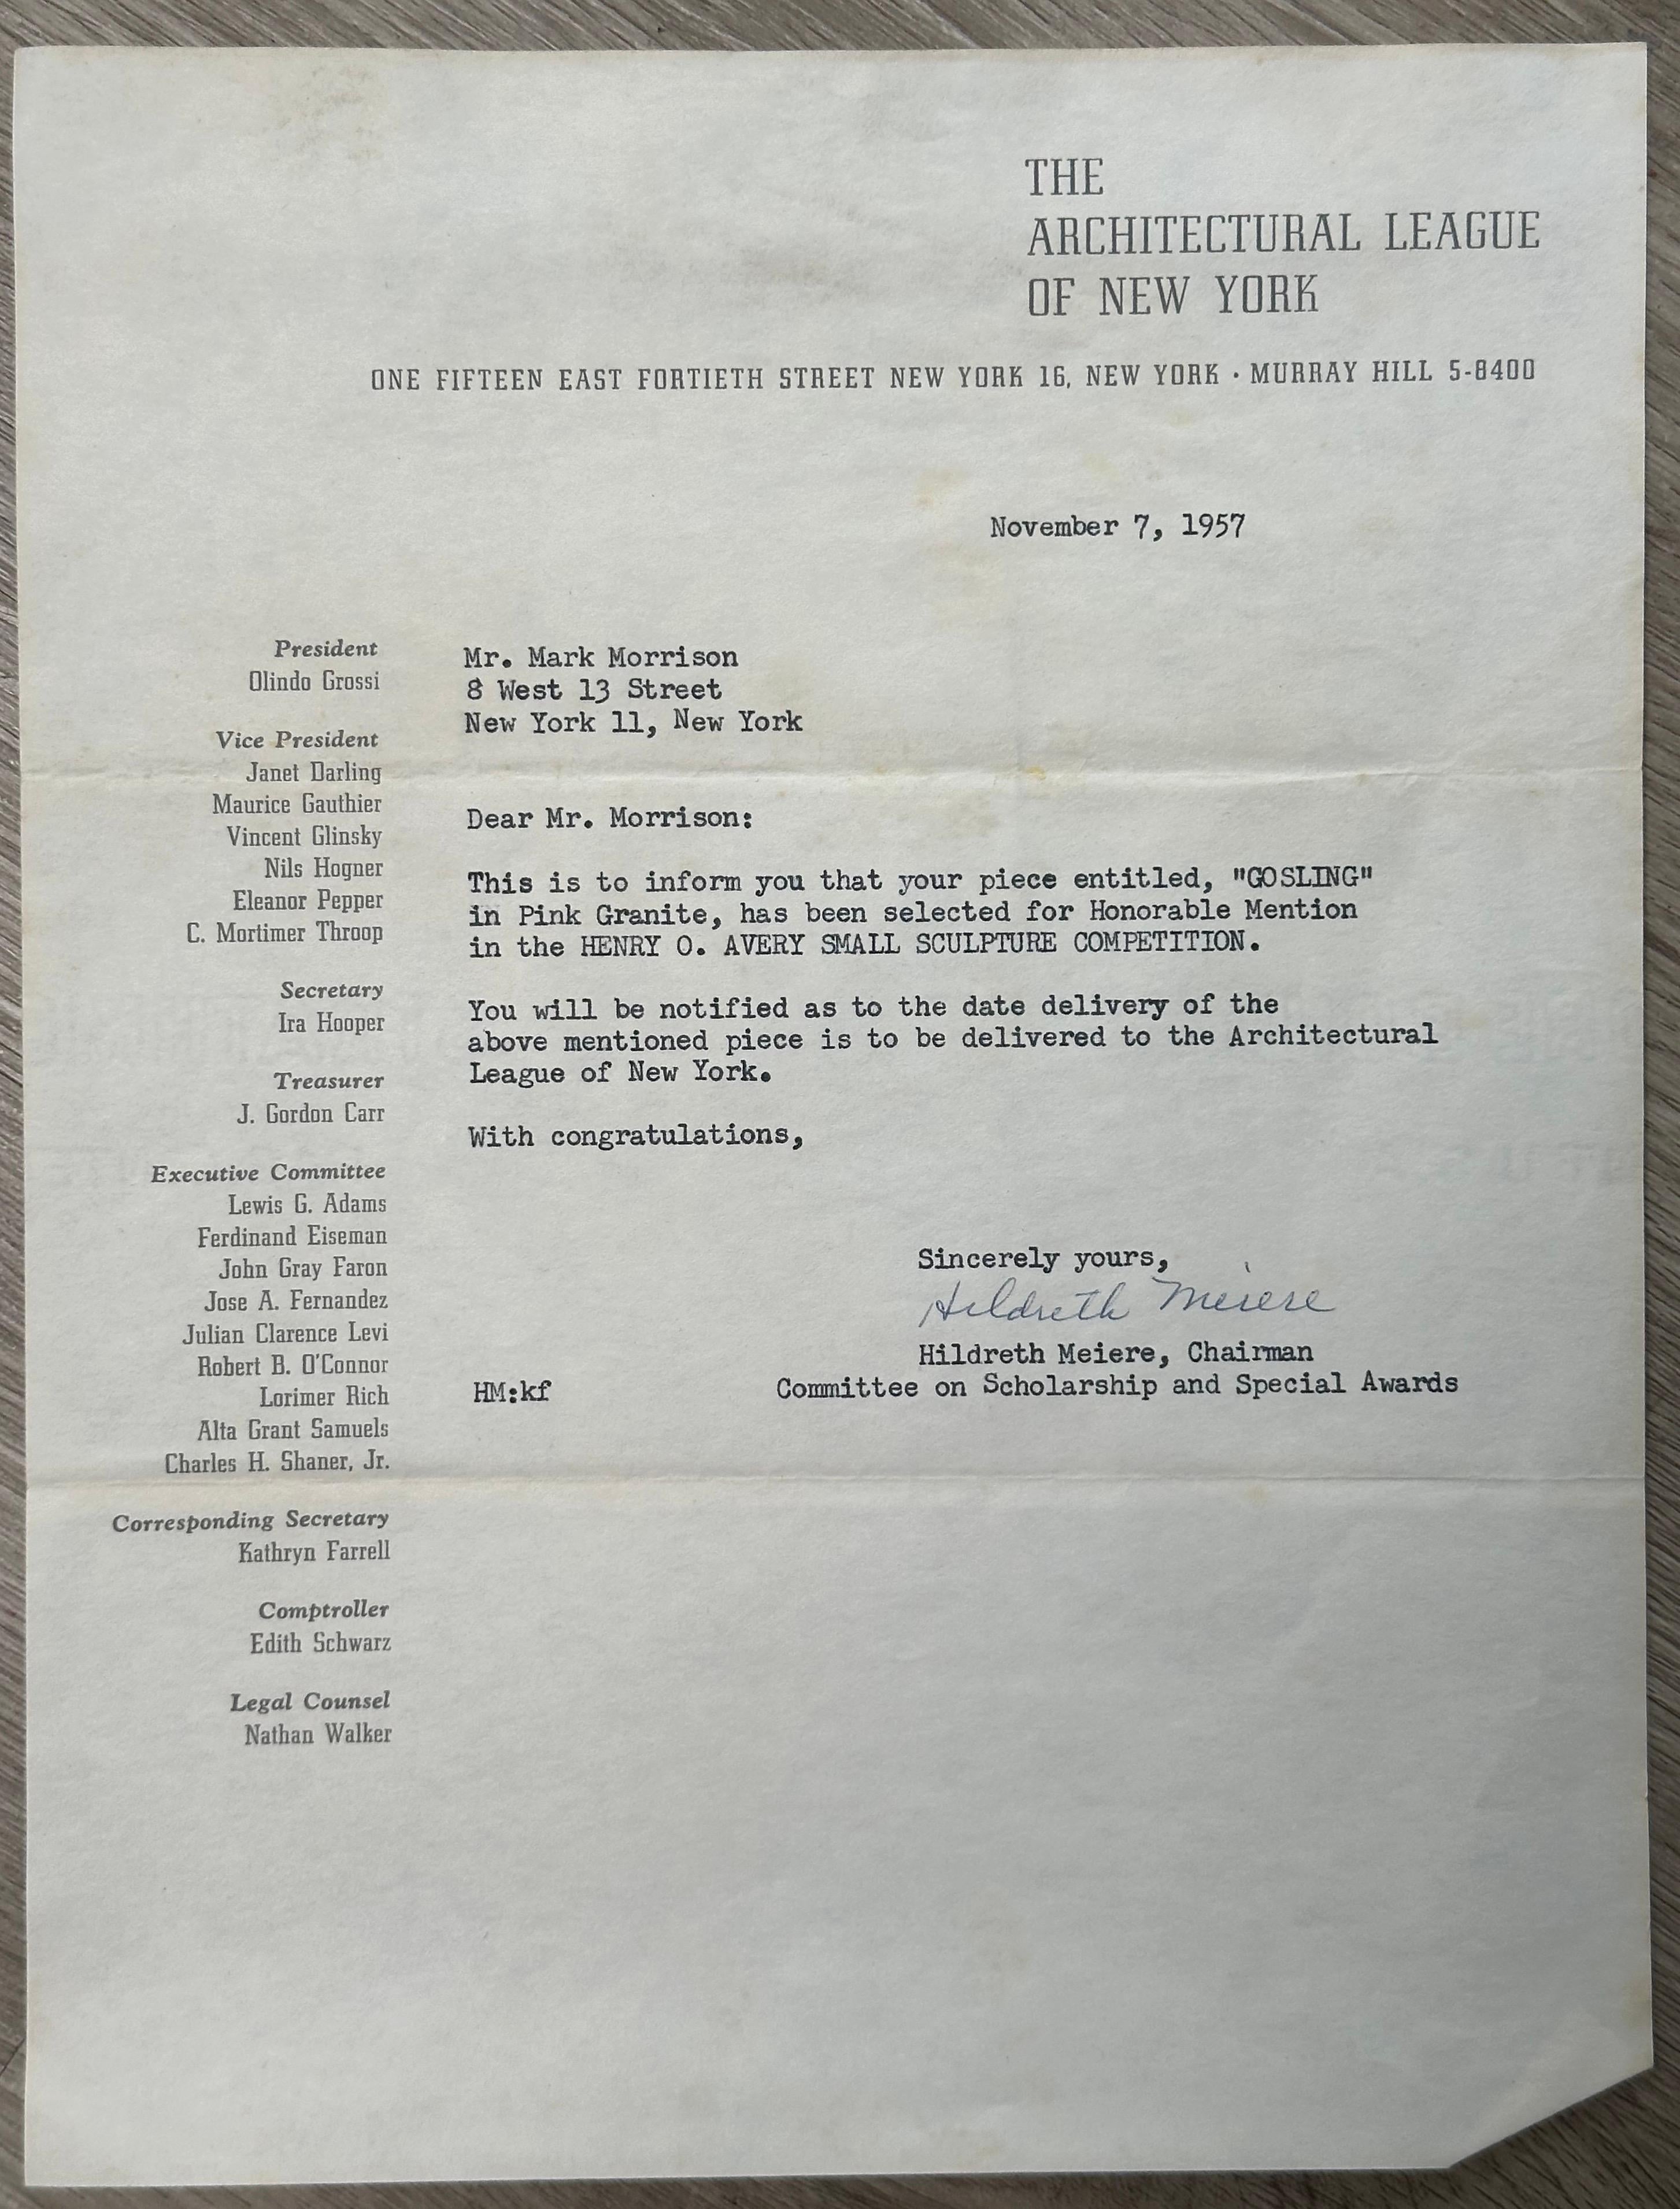 THE
ARCHITECTURAL LEAGUE
OF NEW YORK
ONE FIFTEEN EAST FORTIETH STREET NEW YORK 16, NEW YORK · MURRAY HILL 5-8400
November 7, 1957
President
Olindo Grossi
Vice President
Janet Darling
Maurice Gauthier
Vincent Glinsky
Nils Hogner
Eleanor Pepper
C. Mortimer Throop
Secretary
Ira Hooper
Treasurer
J. Gordon Carr
Executive Committee
Lewis G. Adams
Ferdinand Eiseman
John Gray Faron
Jose A. Fernandez
Julian Clarence Levi
Robert B. O'Connor
Lorimer Rich
Alta Grant Samuels
Charles H. Shaner, Jr.
Corresponding Secretary
Kathryn Farrell
Comptroller
Edith Schwarz
Legal Counsel
Nathan Walker
Mr. Mark Morrison
8 West 13 Street
New York 11, New York
Dear Mr. Morrison:
This is to inform you that your piece entitled, "GOSLING"
in Pink Granite, has been selected for Honorable Mention
in the HENRY O. AVERY SMALL SCULPTURE COMPETITION.
You will be notified as to the date delivery of the
above mentioned piece is to be delivered to the Architectural
League of New York.
With congratulations,
Sincerely yours,
Hildreth Meiere
Hildreth Meiere, Chairman
HM:kf Committee on Scholarship and Special Awards